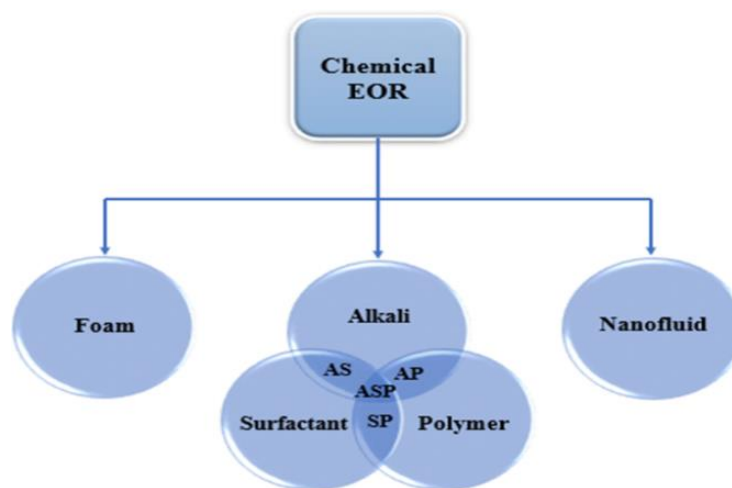 Chemical
EOR
Foam
Alkali
Nanofluid
AS
AP
ASP
Surfactant
SP
Polymer